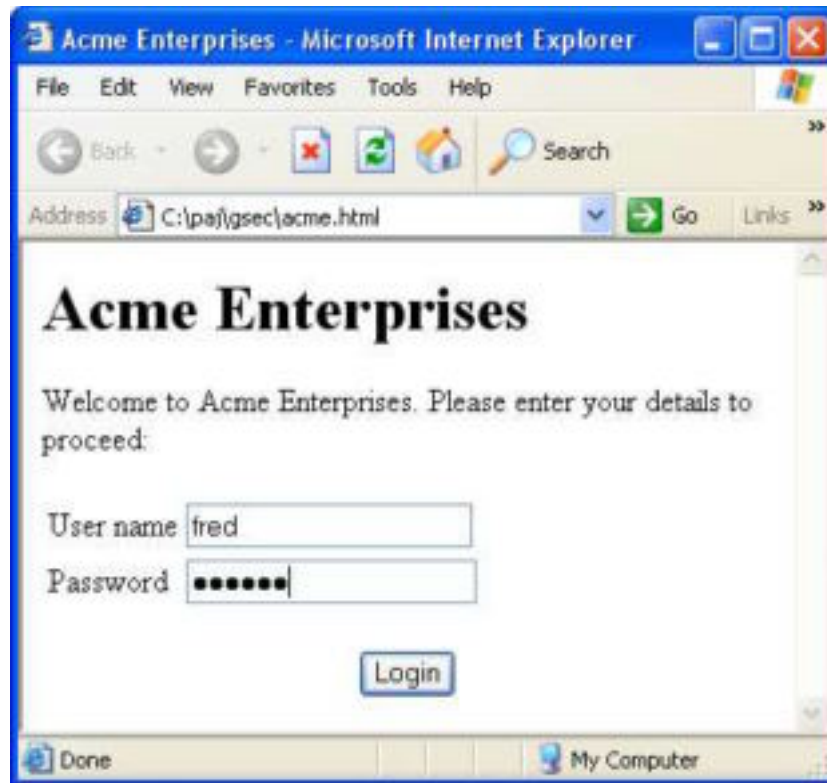 Acme Enterprises - Microsoft Internet Explorer
File Edit View Favorites Tools Help
Back Search
Address C:\paj\gsec\acme.html Go Links
Acme Enterprises
Welcome to Acme Enterprises. Please enter your details to
proceed:
User name fred
Password ••••••
Login
Done My Computer